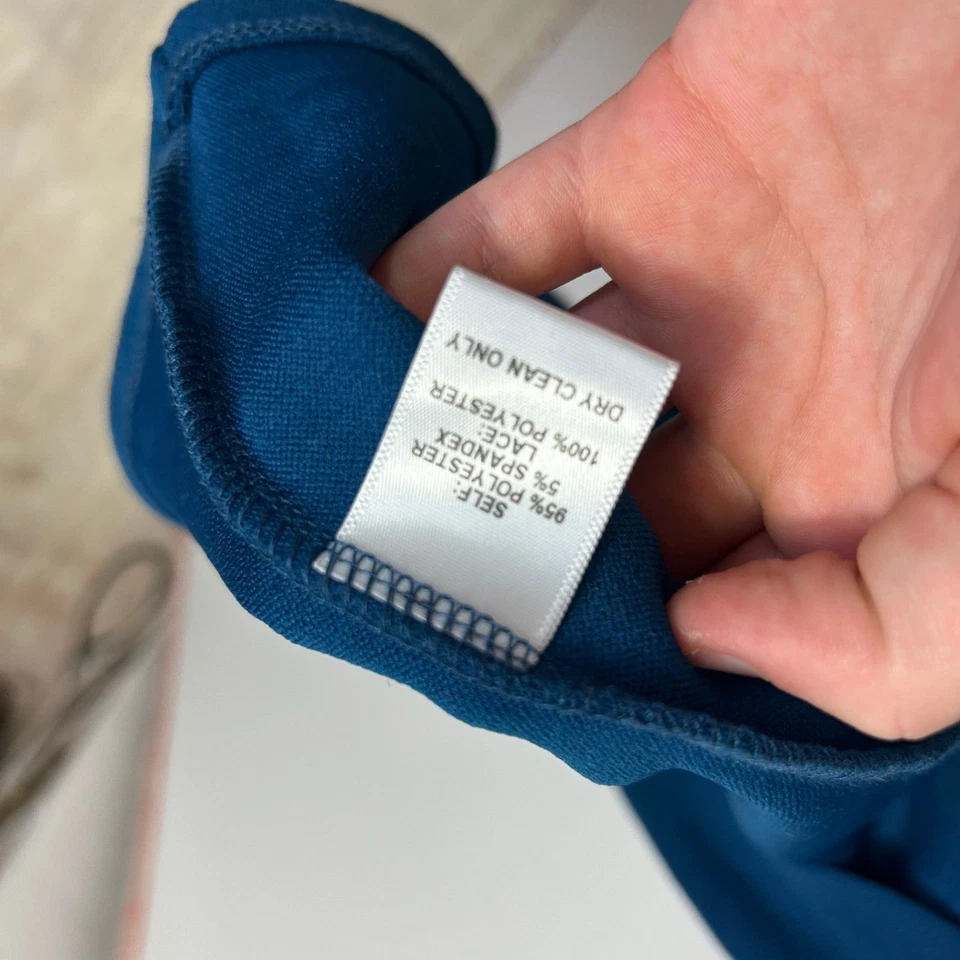 SELF:
95% POLYESTER
5% SPANDEX
LACE:
100% POLYESTER
DRY CLEAN ONLY